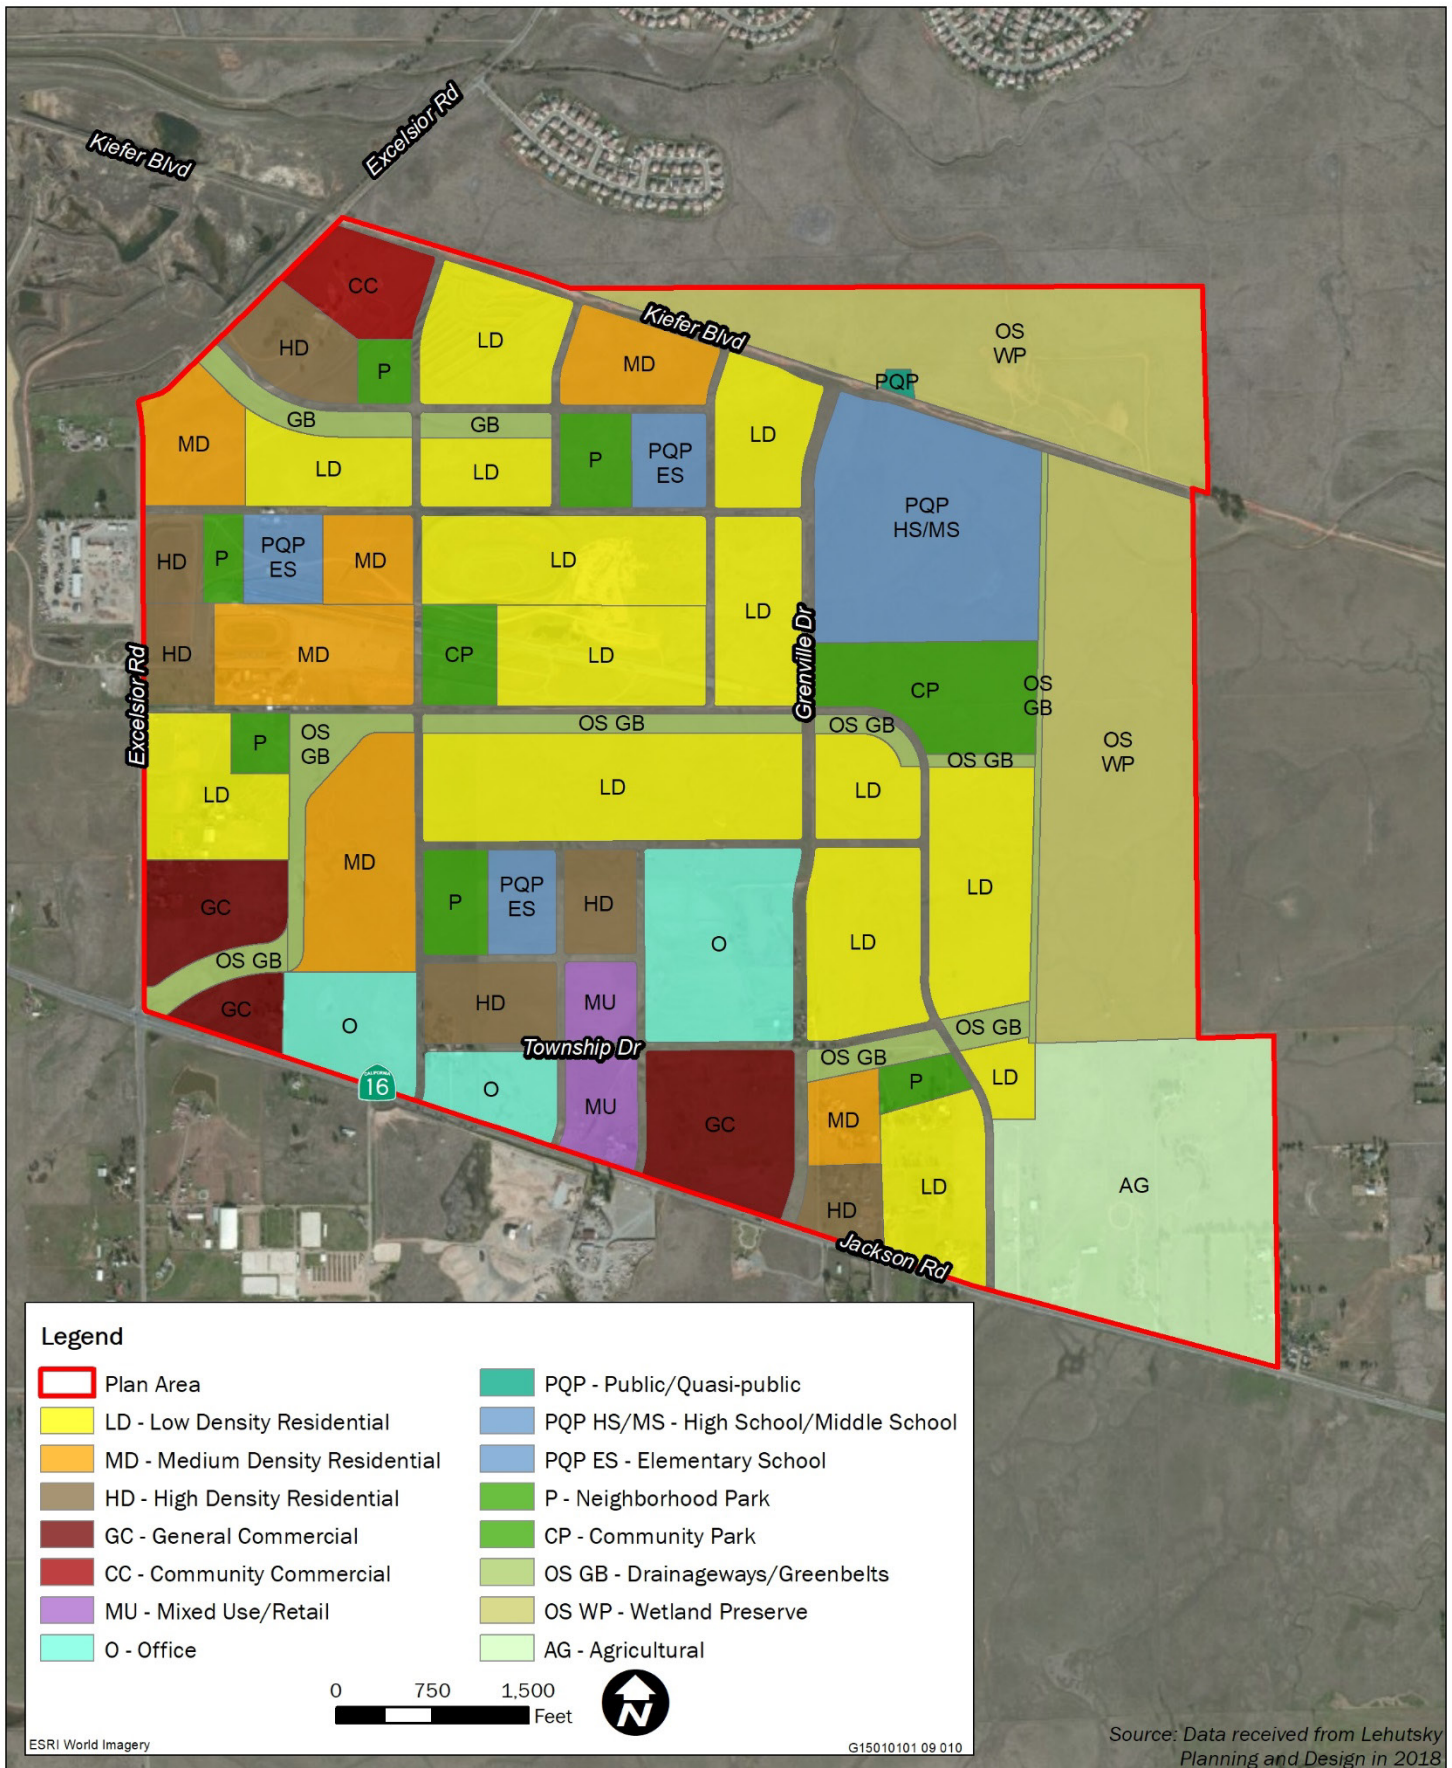 Kiefer Blvd
Excelsior Rd
CC
HD
LD
P
MD
Kiefer Blvd
OS
WP
PQP
GB
GB
MD
LD
LD
P
PQP
ES
LD
PQP
HS/MS
HD
P
PQP
ES
MD
LD
LD
HD
MD
CP
LD
Grenville Dr
CP
OS
GB
Excelsior Rd
P
OS
GB
OS GB
OS GB
OS GB
OS
WP
LD
LD
LD
MD
LD
GC
P
PQP
ES
HD
O
LD
OS GB
GC
O
HD
MU
Township Dr
OS GB
OS GB
CALIFORNIA
16
O
MU
GC
MD
P
LD
HD
LD
AG
Jackson Rd
Legend
Plan Area
LD - Low Density Residential
MD - Medium Density Residential
HD - High Density Residential
GC - General Commercial
CC - Community Commercial
MU - Mixed Use/Retail
O - Office
PQP - Public/Quasi-public
PQP HS/MS - High School/Middle School
PQP ES - Elementary School
P - Neighborhood Park
CP - Community Park
OS GB - Drainageways/Greenbelts
OS WP - Wetland Preserve
AG - Agricultural
0 750 1,500
Feet
N
ESRI World Imagery
G15010101 09 010
Source: Data received from Lehutsky
Planning and Design in 2018